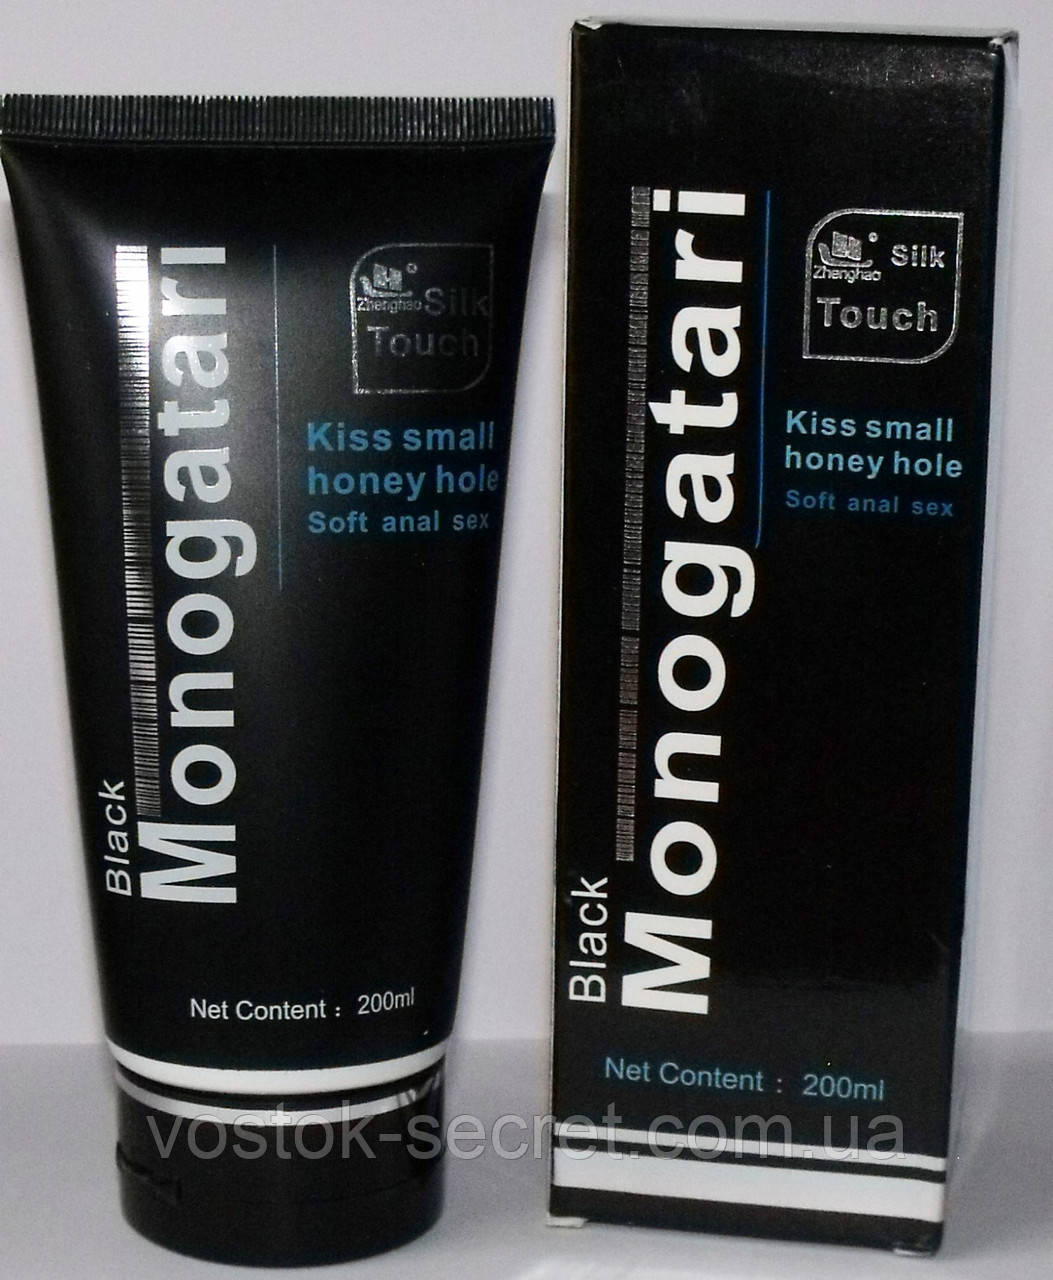 Black
Monogatari
Zhenghao
®
Silk
Touch
Kiss small
honey hole
Soft anal sex
Net Content : 200ml
Black
Monogatari
Zhenghao
®
Silk
Touch
Kiss small
honey hole
Soft anal sex
Net Content : 200ml
vostok-secret.com.ua